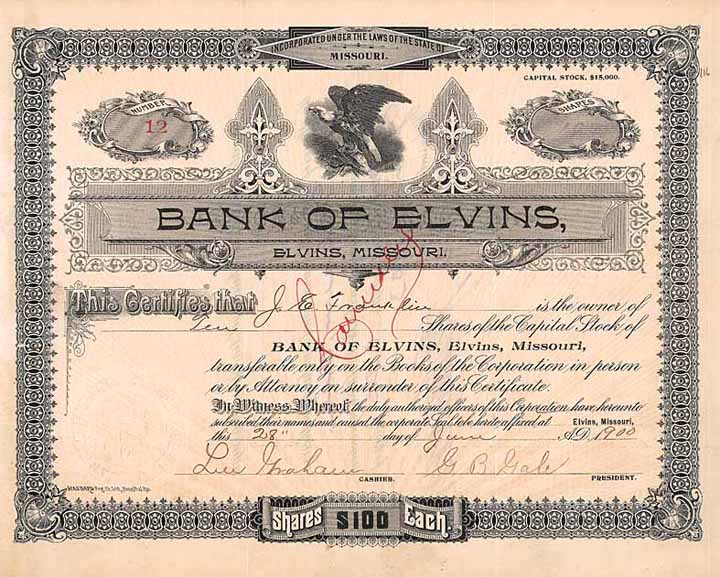 INCORPORATED UNDER THE LAWS OF THE STATE OF
MISSOURI.
CAPITAL STOCK, $15,000.
116
NUMBER
12
SHARES
BANK OF ELVINS,
ELVINS, MISSOURI.
This Certifies that J. E. Franklin is the owner of
Ten Shares of the Capital Stock of
BANK OF ELVINS, Elvins, Missouri,
transferable only on the Books of the Corporation in person
or by Attorney on surrender of this Certificate.
In Witness Whereof, the duly authorized officers of this Corporation have hereunto
subscribed their names and caused the corporate Seal to be hereto affixed at Elvins, Missouri,
this 28" day of June A.D. 1900
Lee Graham G B Gale
CASHIER. PRESIDENT.
Shares $100 Each.